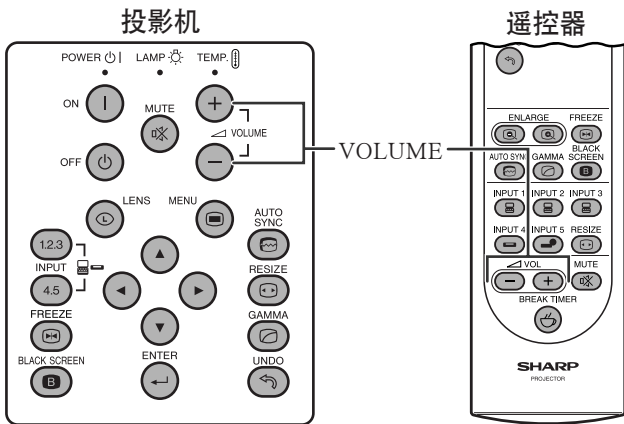 投影机
遥控器
POWER LAMP TEMP.
ON
MUTE
+
VOLUME
OFF
−
VOLUME
L LENS
MENU
AUTO
SYNC
1.2.3
INPUT
4.5
RESIZE
FREEZE
GAMMA
BLACK SCREEN
B
ENTER
UNDO
ENLARGE
FREEZE
AUTO SYNC
GAMMA
BLACK
SCREEN
B
INPUT 1
INPUT 2
INPUT 3
INPUT 4
INPUT 5
RESIZE
VOL
MUTE
−
+
BREAK TIMER
SHARP
PROJECTOR